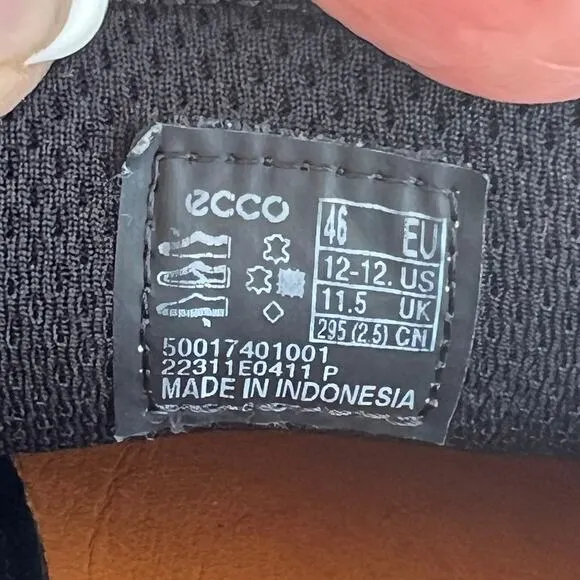 ecco
46 EU
12-12. US
11.5 UK
295 (2.5) CN
50017401001
22311E0411 P
MADE IN INDONESIA